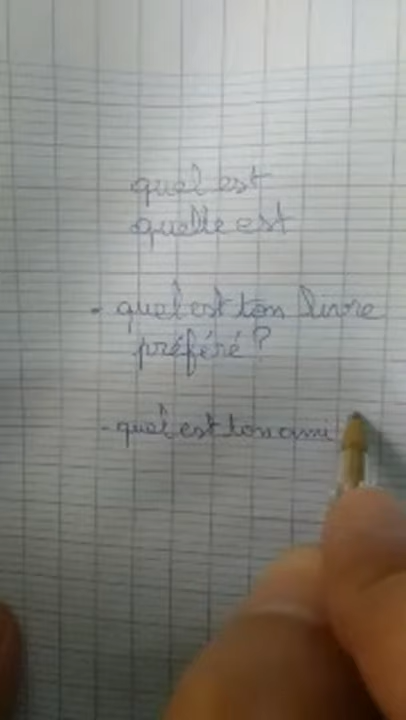 quel est
quelle est
- quel est ton livre
préféré ?
- quel est ton ami